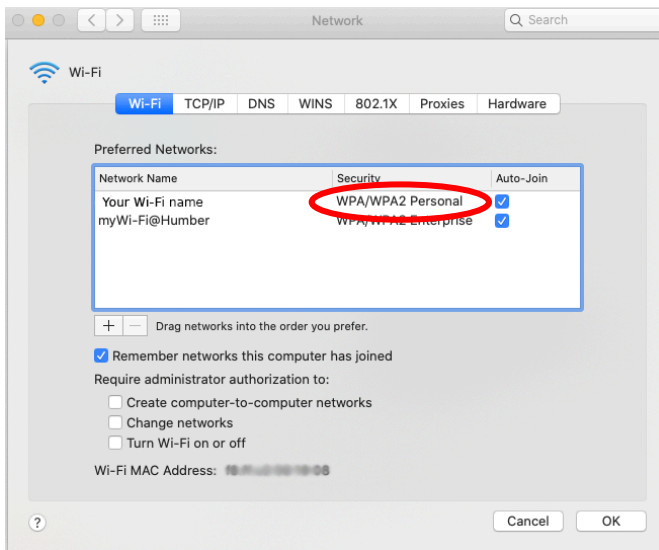 Network
Search
Wi-Fi
Wi-Fi TCP/IP DNS WINS 802.1X Proxies Hardware
Preferred Networks:
Network Name Security Auto-Join
Your Wi-Fi name WPA/WPA2 Personal
myWi-Fi@Humber WPA/WPA2 Enterprise
+ − Drag networks into the order you prefer.
Remember networks this computer has joined
Require administrator authorization to:
Create computer-to-computer networks
Change networks
Turn Wi-Fi on or off
Wi-Fi MAC Address:
? Cancel OK